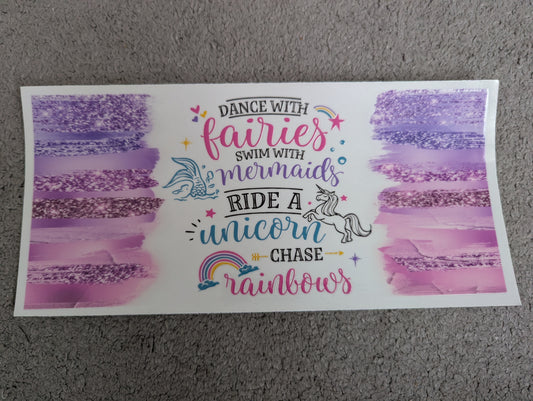 DANCE WITH
fairies
SWIM WITH
mermaids
RIDE A
unicorn
CHASE
rainbows